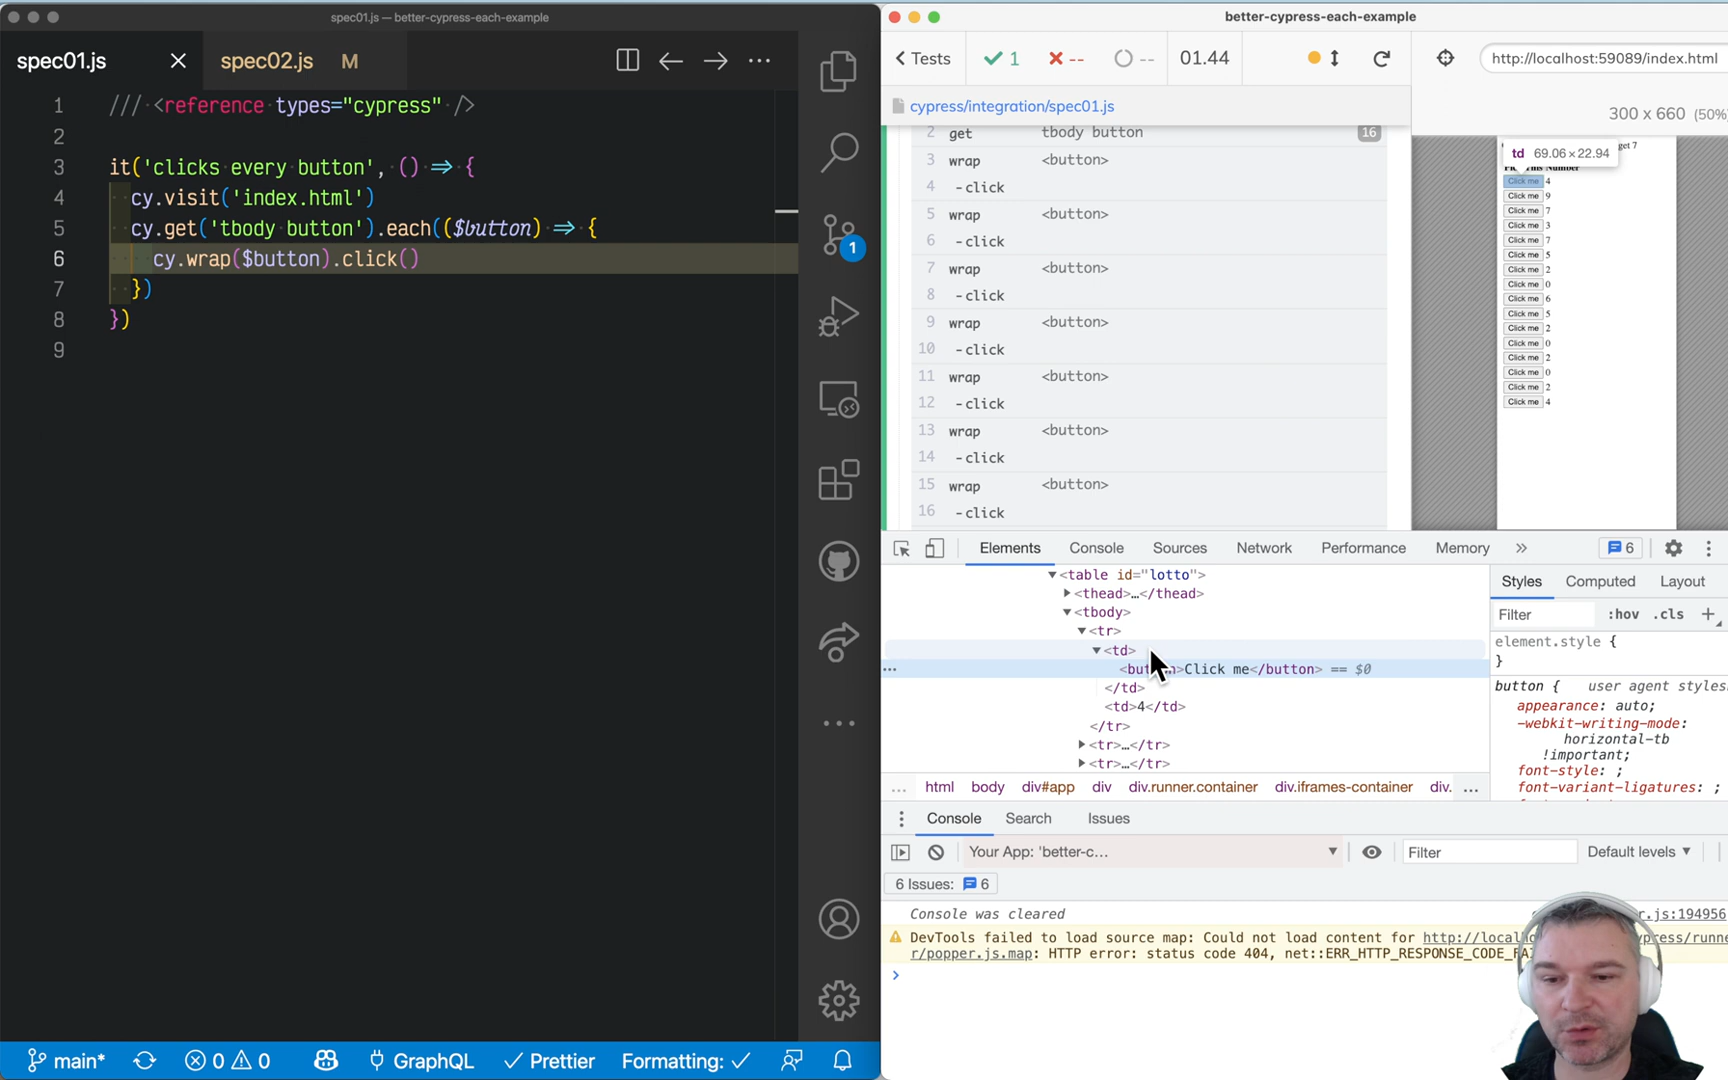 spec01.js — better-cypress-each-example
spec01.js
spec02.js M
1 /// <reference types="cypress" />
2
3 it('clicks every button', () => {
4 cy.visit('index.html')
5 cy.get('tbody button').each(($button) => {
6 cy.wrap($button).click()
7 })
8 })
9
1
main*
0 0
GraphQL
Prettier
Formatting:
better-cypress-each-example
Tests
1
--
--
01.44
http://localhost:59089/index.html
cypress/integration/spec01.js
300 x 660 (50%
2 get tbody button 16
3 wrap <button>
4 -click
5 wrap <button>
6 -click
7 wrap <button>
8 -click
9 wrap <button>
10 -click
11 wrap <button>
12 -click
13 wrap <button>
14 -click
15 wrap <button>
16 -click
td 69.06×22.94
get 7
This Number
Click me 4
Click me 9
Click me 7
Click me 3
Click me 7
Click me 5
Click me 2
Click me 0
Click me 6
Click me 5
Click me 2
Click me 0
Click me 2
Click me 0
Click me 2
Click me 4
Elements Console Sources Network Performance Memory » 6
<table id="lotto">
<thead>…</thead>
<tbody>
<tr>
<td>
Click me</button> == $0
</td>
<td>4</td>
</tr>
<tr>…</tr>
<tr>…</tr>
... html body div#app div div.runner.container div.iframes-container div. ...
Styles Computed Layout
Filter :hov .cls +
element.style {
}
button { user agent styles
appearance: auto;
-webkit-writing-mode:
horizontal-tb
!important;
font-style: ;
font-variant-ligatures: ;
Console Search Issues
Your App: 'better-c…
Filter
Default levels
6 Issues: 6
Console was cleared
r.js:194956
DevTools failed to load source map: Could not load content for http://localh
ypress/runne
r/popper.js.map: HTTP error: status code 404, net::ERR_HTTP_RESPONSE_CODE_FA